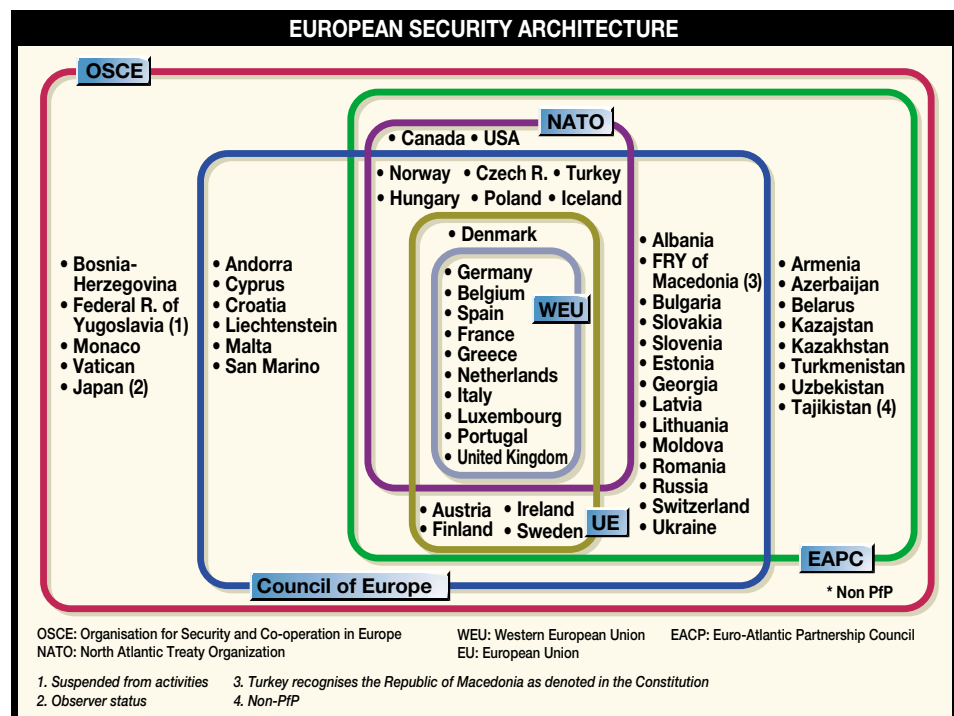 EUROPEAN SECURITY ARCHITECTURE
OSCE
NATO
• Canada • USA
• Norway • Czech R. • Turkey
• Hungary • Poland • Iceland
• Denmark
• Bosnia-
Herzegovina
• Federal R. of
Yugoslavia (1)
• Monaco
• Vatican
• Japan (2)
• Andorra
• Cyprus
• Croatia
• Liechtenstein
• Malta
• San Marino
• Germany
• Belgium
• Spain
• France
• Greece
• Netherlands
• Italy
• Luxembourg
• Portugal
• United Kingdom
WEU
• Albania
• FRY of
Macedonia (3)
• Bulgaria
• Slovakia
• Slovenia
• Estonia
• Georgia
• Latvia
• Lithuania
• Moldova
• Romania
• Russia
• Switzerland
• Ukraine
• Armenia
• Azerbaijan
• Belarus
• Kazajstan
• Kazakhstan
• Turkmenistan
• Uzbekistan
• Tajikistan (4)
• Austria • Ireland
• Finland • Sweden
UE
EAPC
Council of Europe
* Non PfP
OSCE: Organisation for Security and Co-operation in Europe
NATO: North Atlantic Treaty Organization
WEU: Western European Union
EU: European Union
EACP: Euro-Atlantic Partnership Council
1. Suspended from activities
2. Observer status
3. Turkey recognises the Republic of Macedonia as denoted in the Constitution
4. Non-PfP